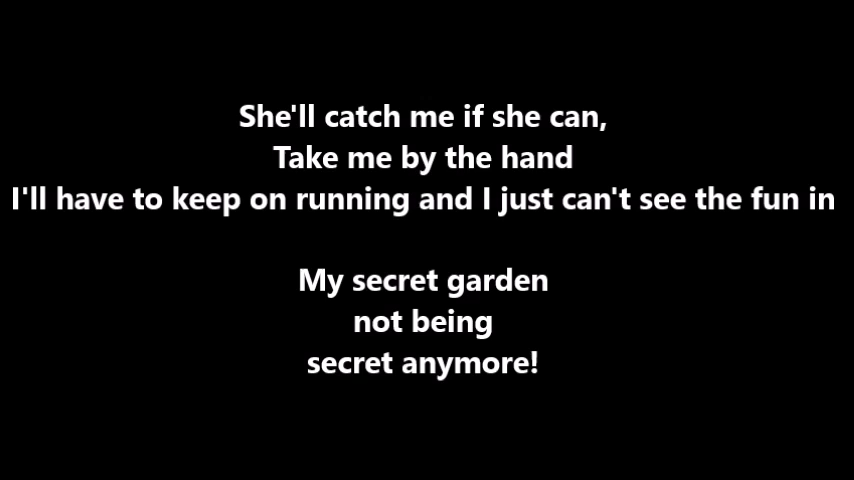 She'll catch me if she can,
Take me by the hand
I'll have to keep on running and I just can't see the fun in
My secret garden
not being
secret anymore!